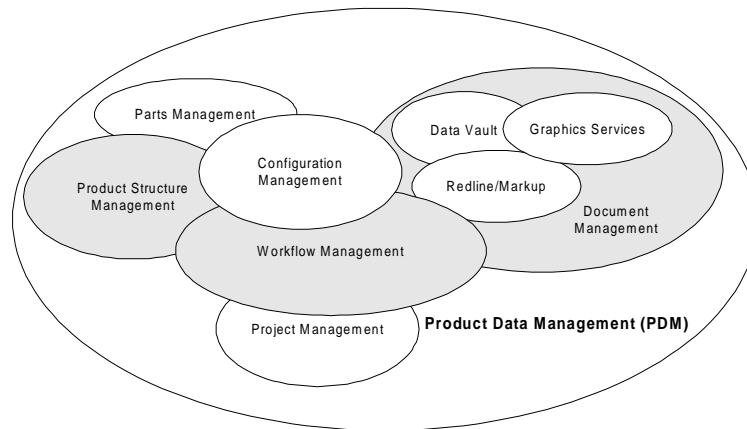 Parts Management
Data Vault
Graphics Services
Configuration
Management
Product Structure
Management
Redline/Markup
Document
Management
Workflow Management
Project Management
Product Data Management (PDM)